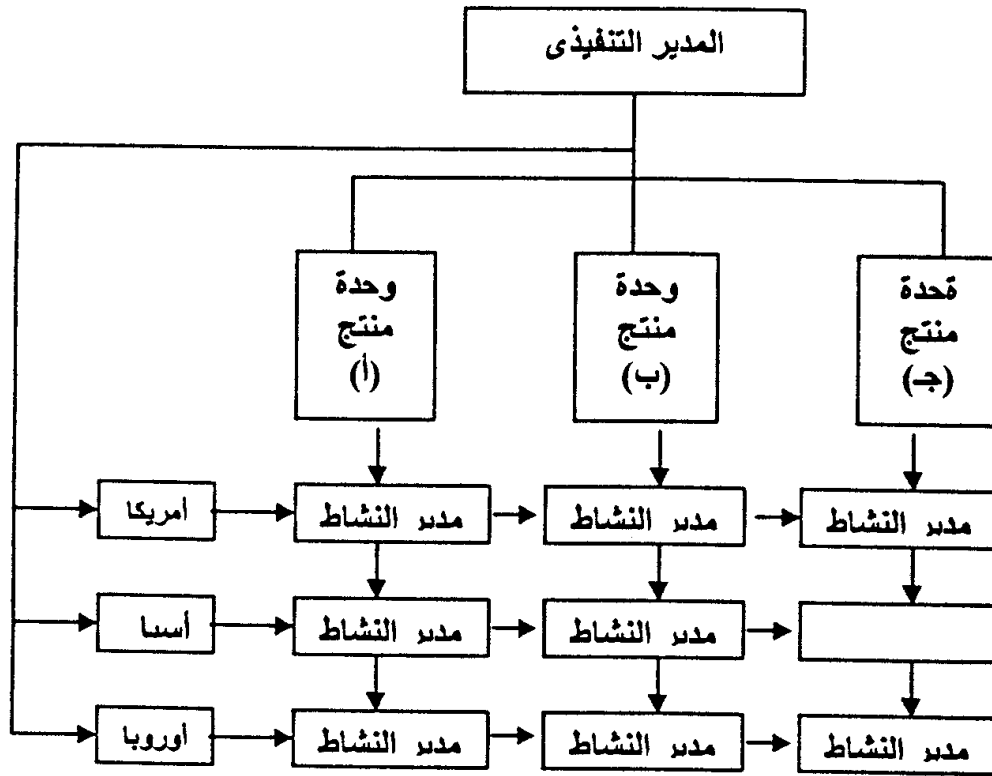 المدير التنفيذى
وحدة
منتج
(أ)
وحدة
منتج
(ب)
ةحدة
منتج
(جـ)
أمريكا
مدير النشاط
مدير النشاط
مدير النشاط
أسيا
مدير النشاط
مدير النشاط
أوروبا
مدير النشاط
مدير النشاط
مدير النشاط